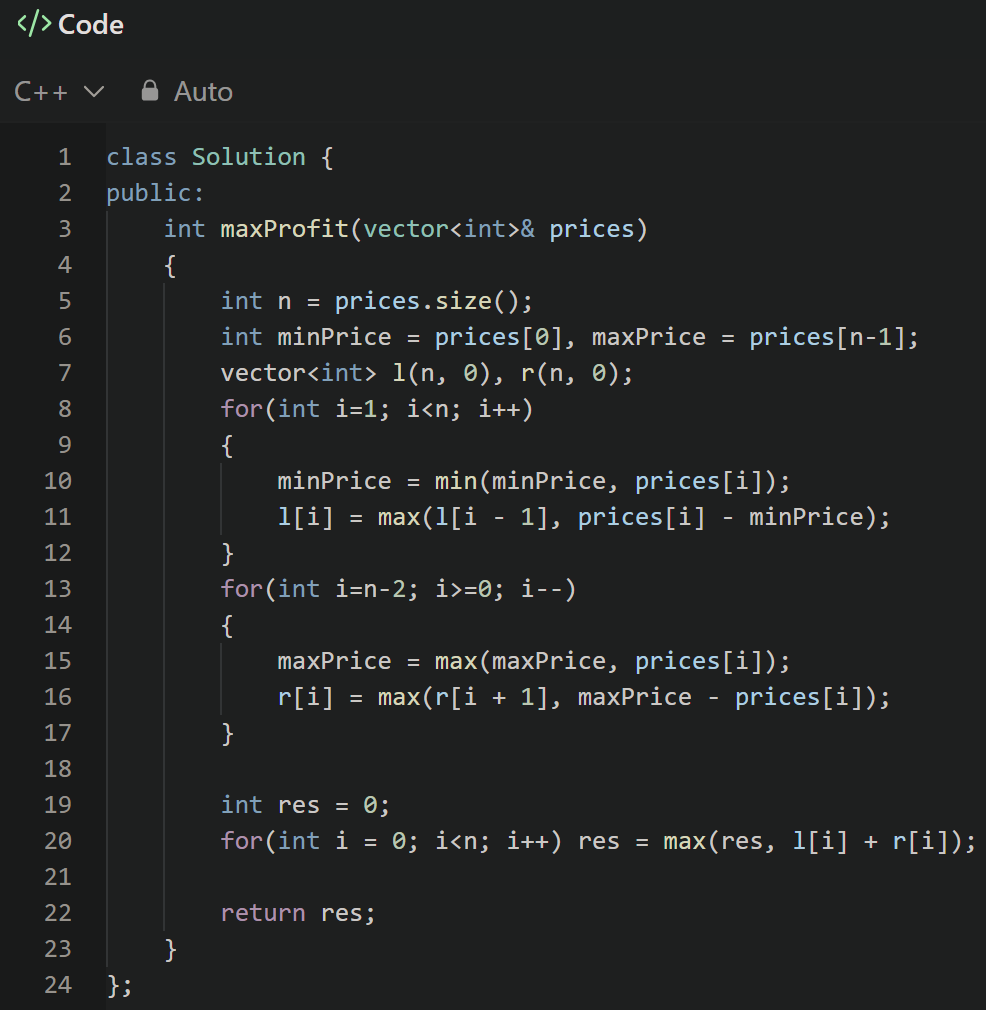 </> Code
C++ Auto
1 class Solution {
2 public:
3     int maxProfit(vector<int>& prices)
4     {
5         int n = prices.size();
6         int minPrice = prices[0], maxPrice = prices[n-1];
7         vector<int> l(n, 0), r(n, 0);
8         for(int i=1; i<n; i++)
9         {
10             minPrice = min(minPrice, prices[i]);
11             l[i] = max(l[i - 1], prices[i] - minPrice);
12         }
13         for(int i=n-2; i>=0; i--)
14         {
15             maxPrice = max(maxPrice, prices[i]);
16             r[i] = max(r[i + 1], maxPrice - prices[i]);
17         }
18
19         int res = 0;
20         for(int i = 0; i<n; i++) res = max(res, l[i] + r[i]);
21
22         return res;
23     }
24 };